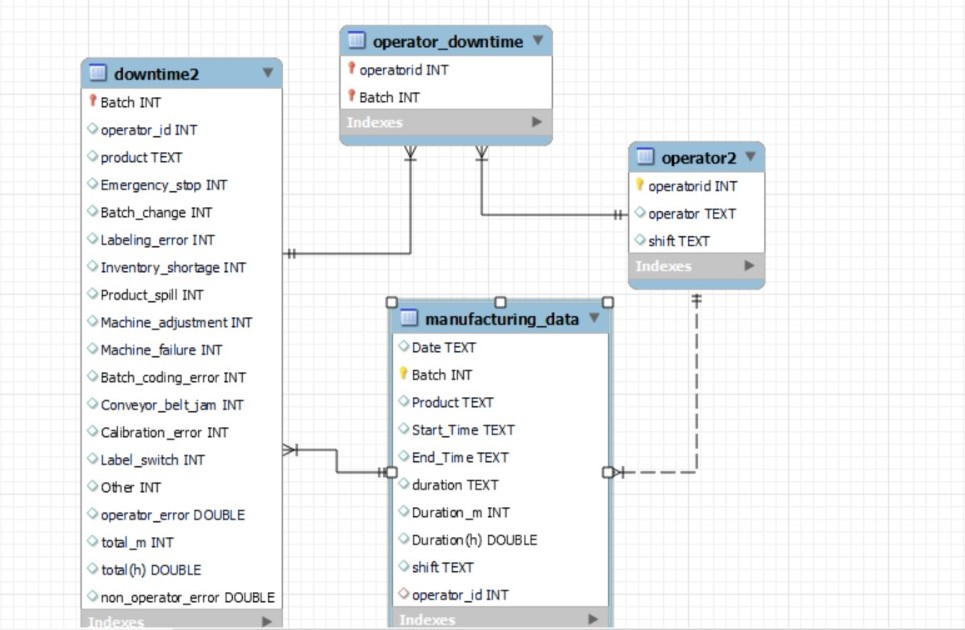 operator_downtime
operatorid INT
Batch INT
Indexes
downtime2
Batch INT
operator_id INT
product TEXT
Emergency_stop INT
Batch_change INT
Labeling_error INT
Inventory_shortage INT
Product_spill INT
Machine_adjustment INT
Machine_failure INT
Batch_coding_error INT
Conveyor_belt_jam INT
Calibration_error INT
Label_switch INT
Other INT
operator_error DOUBLE
total_m INT
total(h) DOUBLE
non_operator_error DOUBLE
Indexes
operator2
operatorid INT
operator TEXT
shift TEXT
Indexes
manufacturing_data
Date TEXT
Batch INT
Product TEXT
Start_Time TEXT
End_Time TEXT
duration TEXT
Duration_m INT
Duration(h) DOUBLE
shift TEXT
operator_id INT
Indexes